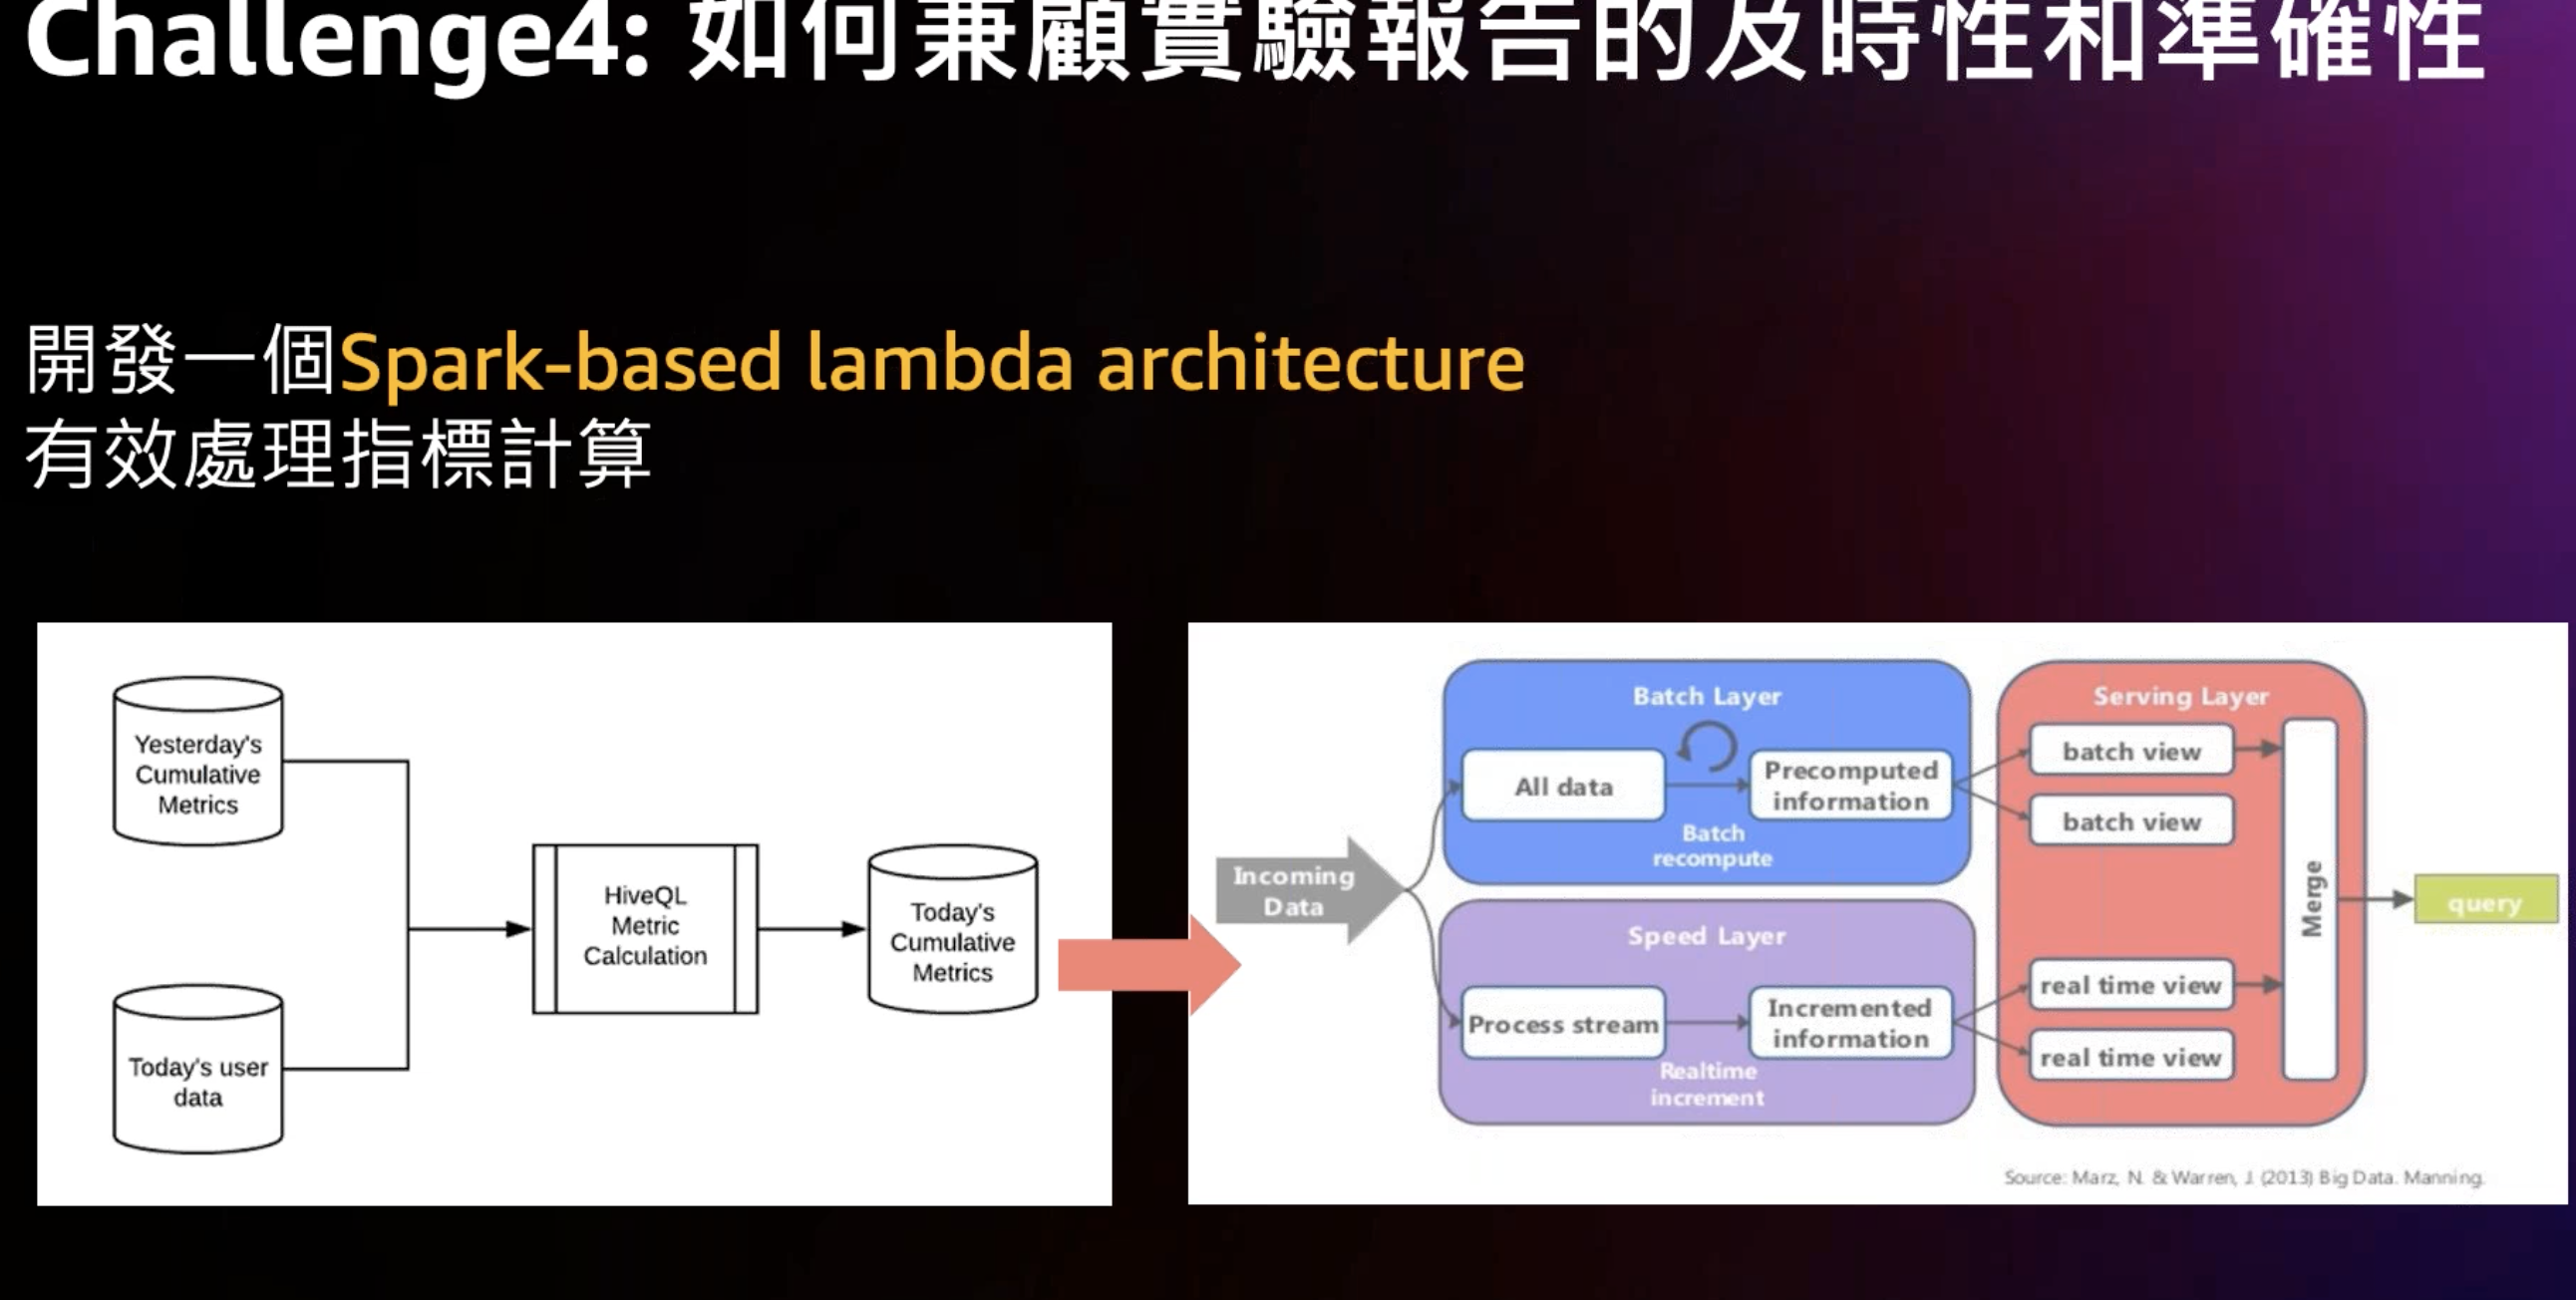 Challenge4: 如何兼顧實驗報告的及時性和準確性
開發一個Spark-based lambda architecture
有效處理指標計算
Yesterday's
Cumulative
Metrics
Today's user
data
HiveQL
Metric
Calculation
Today's
Cumulative
Metrics
Incoming
Data
Batch Layer
All data
Precomputed
information
Batch
recompute
Speed Layer
Process stream
Incremented
information
Realtime
increment
Serving Layer
batch view
batch view
real time view
real time view
Merge
query
Source: Marz, N. & Warren, J. (2013) Big Data. Manning.